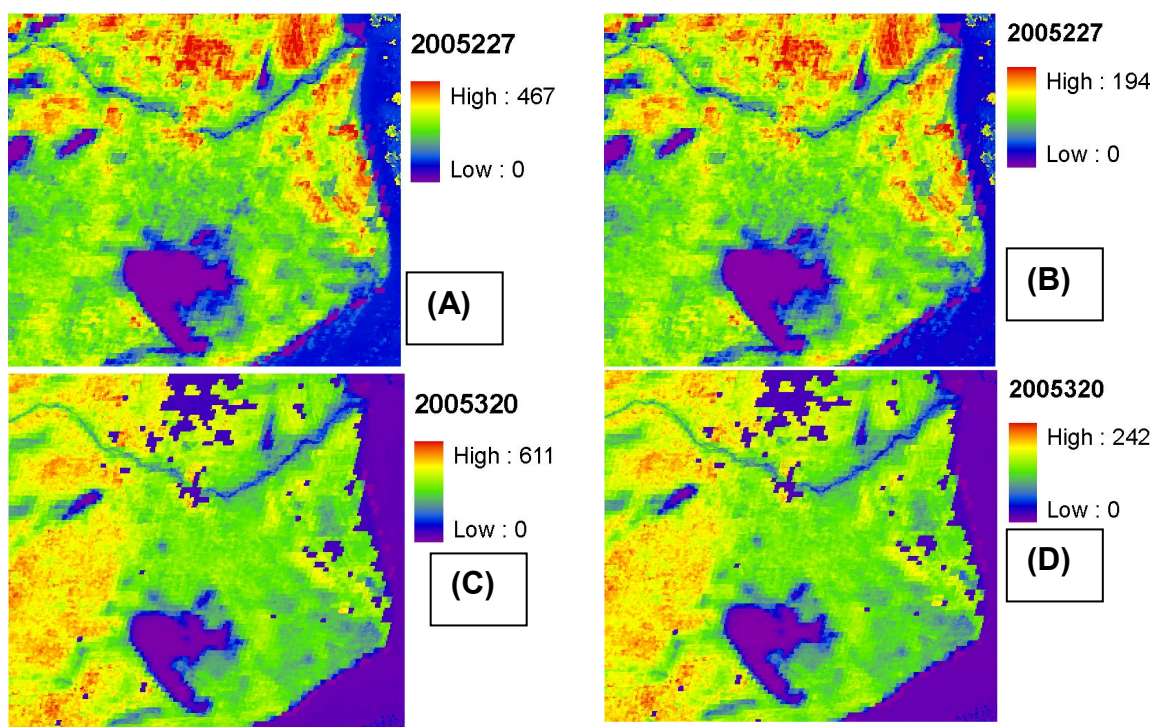 2005227
High : 467
Low : 0
(A)
2005227
High : 194
Low : 0
(B)
2005320
High : 611
Low : 0
(C)
2005320
High : 242
Low : 0
(D)